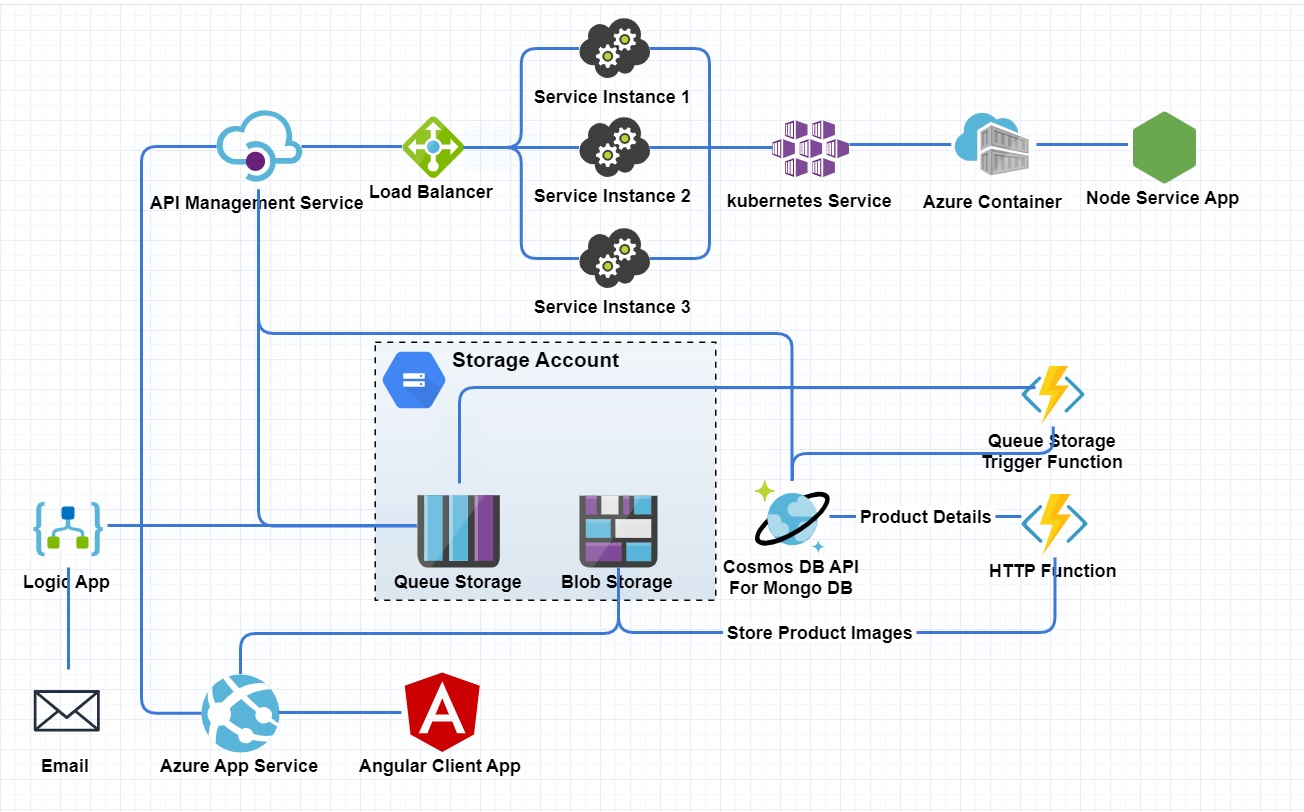 Service Instance 1
API Management Service
Load Balancer
Service Instance 2
kubernetes Service
Azure Container
Node Service App
Service Instance 3
Storage Account
Queue Storage
Trigger Function
Product Details
Logic App
Queue Storage
Blob Storage
Cosmos DB API
For Mongo DB
HTTP Function
Store Product Images
Email
Azure App Service
Angular Client App